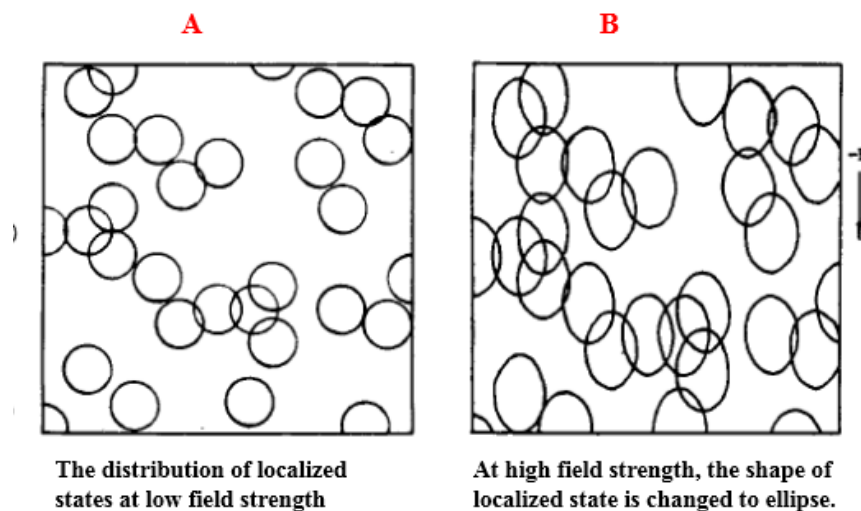 A
B
The distribution of localized
states at low field strength
At high field strength, the shape of
localized state is changed to ellipse.